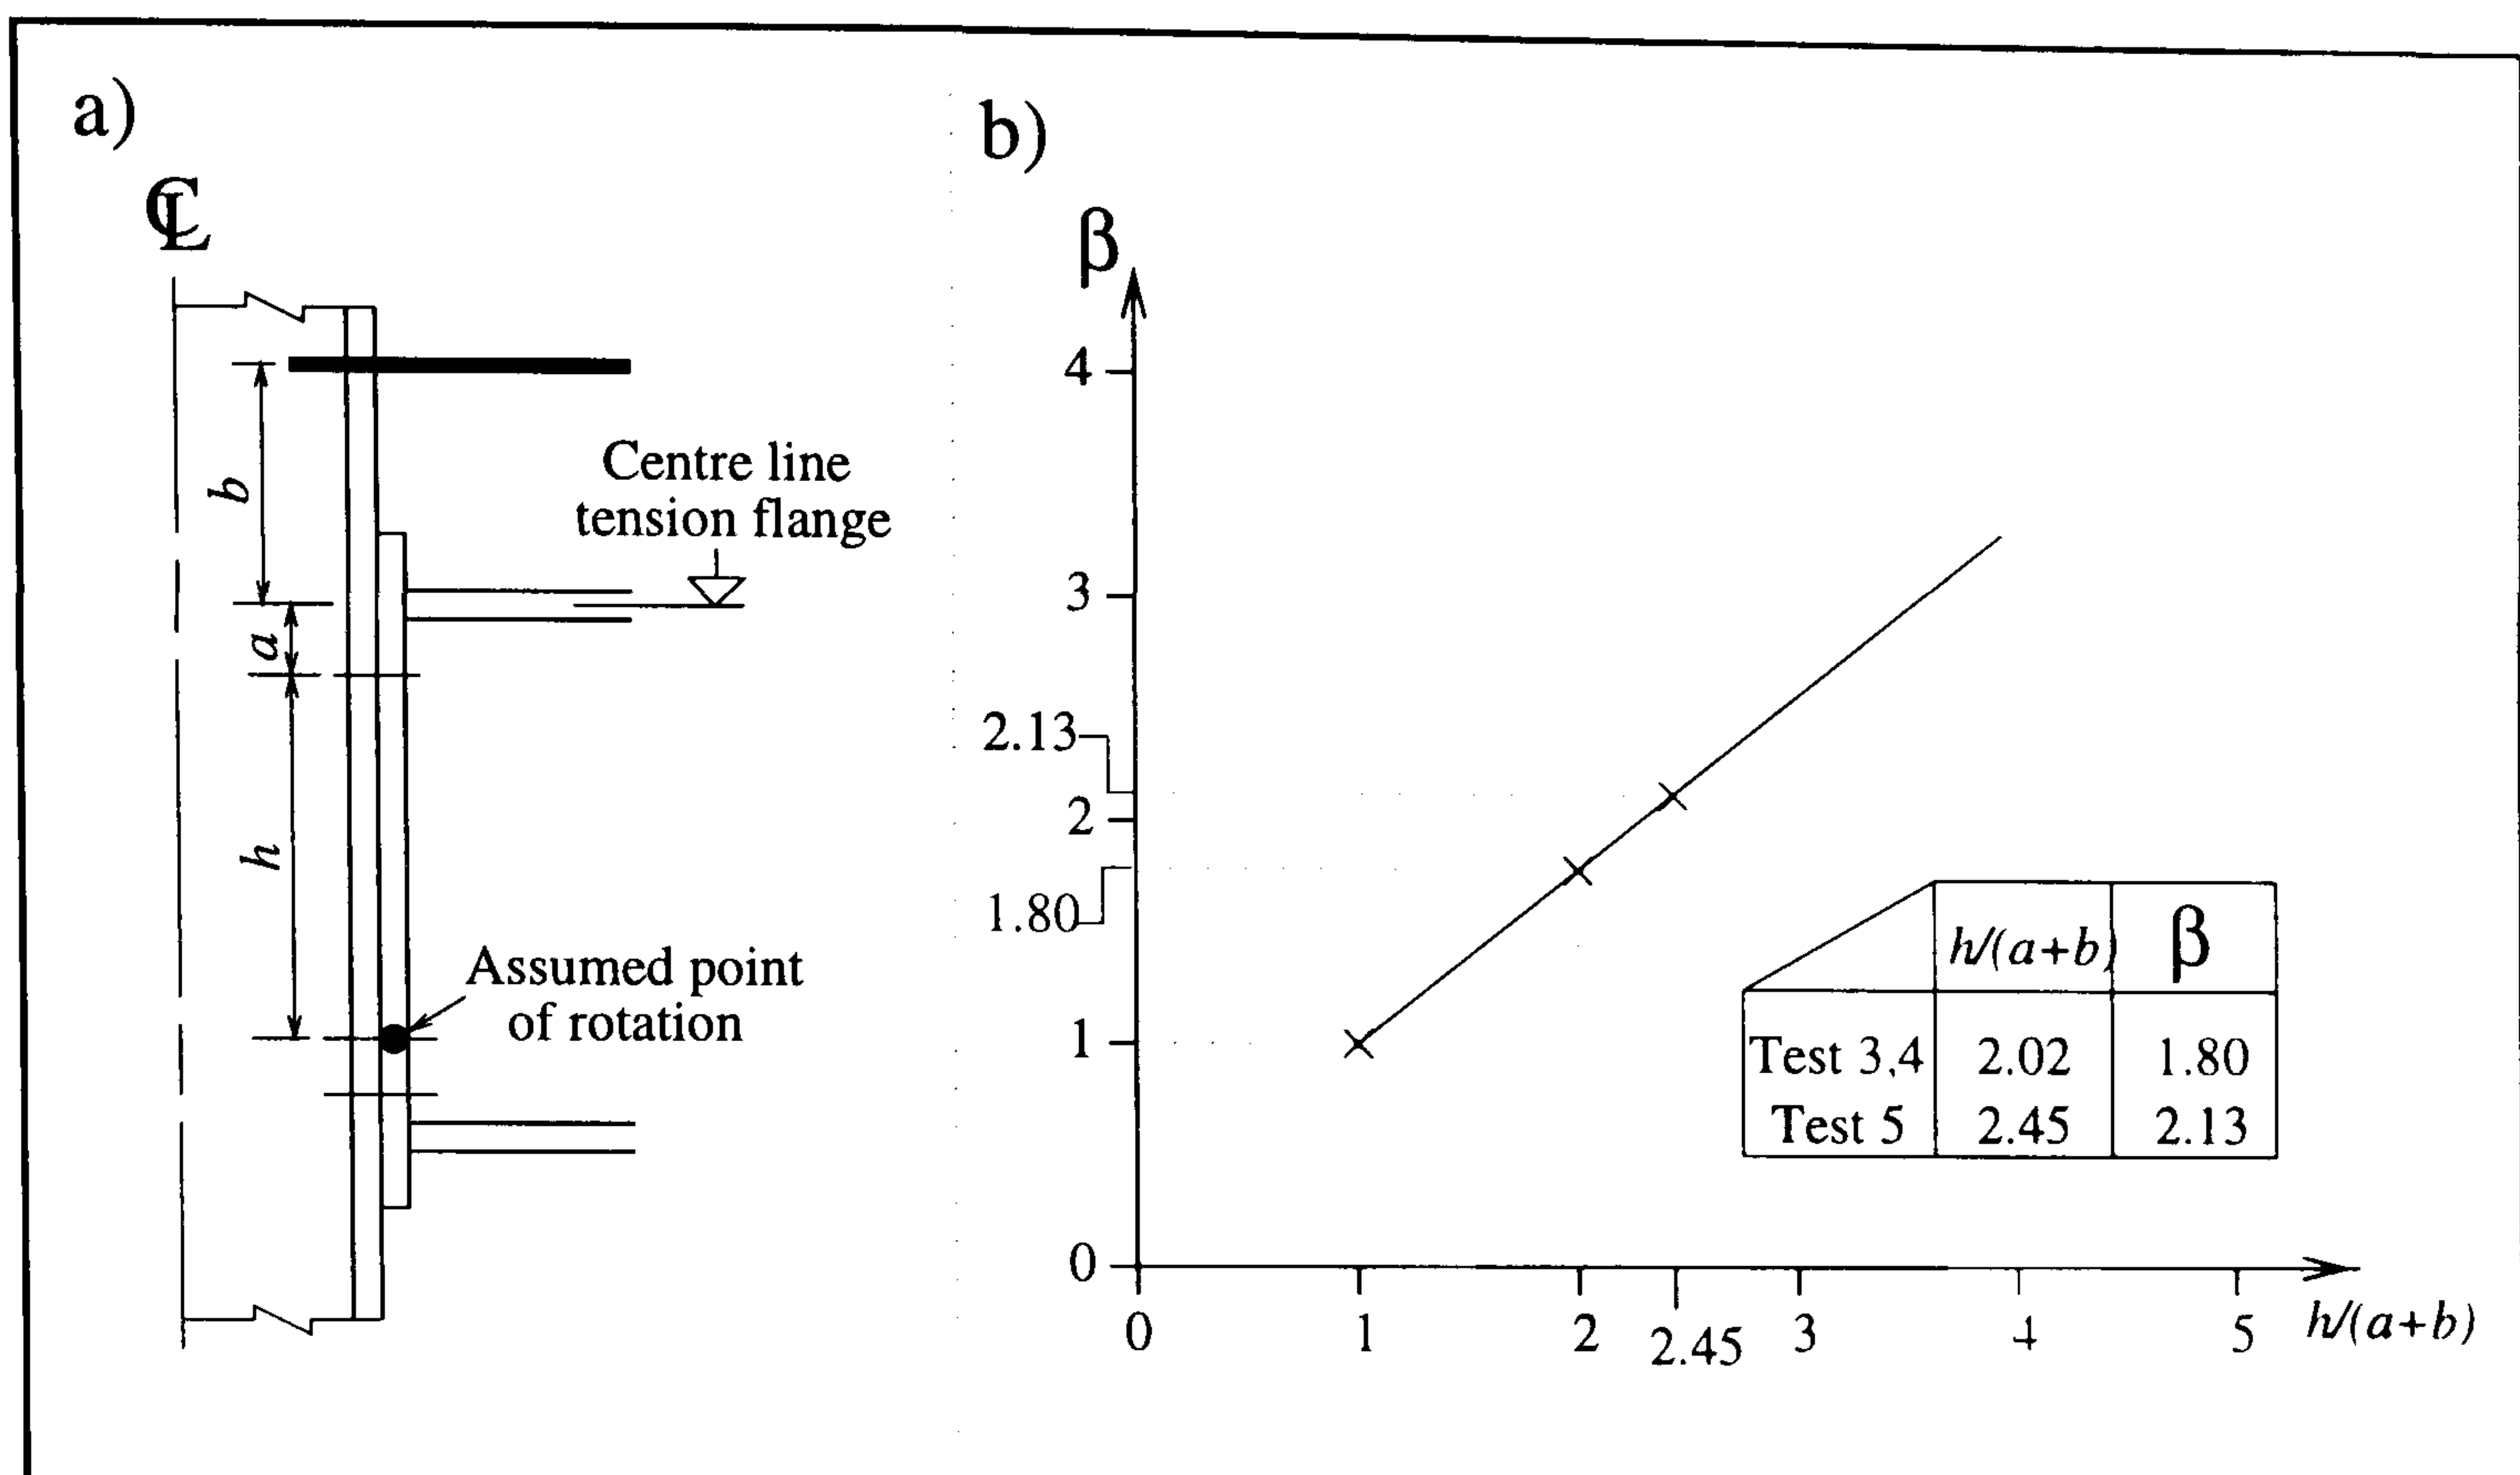 a)
℄
b
a
h
Centre line
tension flange
Assumed point
of rotation
b)
β
4
3
2.13
2
1.80
1
0
0
1
2
2.45
3
4
5
h/(a+b)
h/(a+b) β
Test 3,4 2.02 1.80
Test 5 2.45 2.13